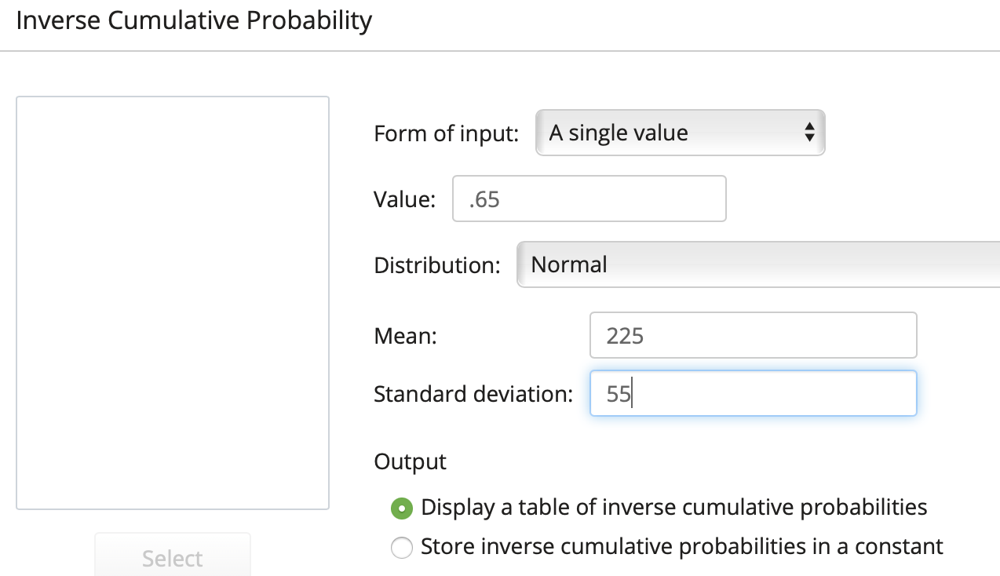 Inverse Cumulative Probability
Form of input: A single value
Value: .65
Distribution: Normal
Mean: 225
Standard deviation: 55
Output
Display a table of inverse cumulative probabilities
Store inverse cumulative probabilities in a constant
Select